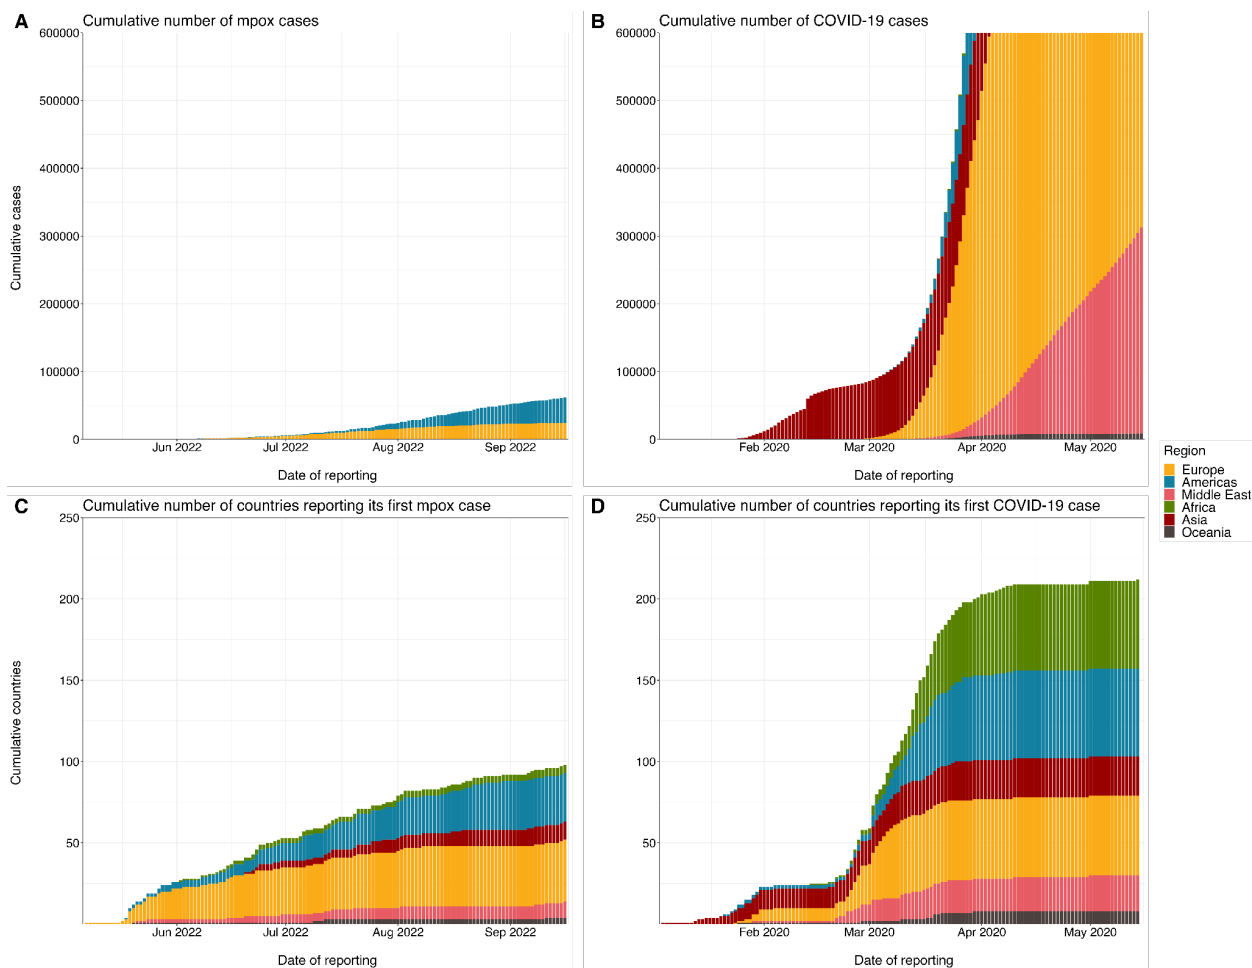 A
Cumulative number of mpox cases
600000
500000
400000
300000
200000
100000
0
Cumulative cases
Jun 2022
Jul 2022
Aug 2022
Sep 2022
Date of reporting
B
Cumulative number of COVID-19 cases
600000
500000
400000
300000
200000
100000
0
Feb 2020
Mar 2020
Apr 2020
May 2020
Date of reporting
Region
Europe
Americas
Middle East
Africa
Asia
Oceania
C
Cumulative number of countries reporting its first mpox case
250
200
150
100
50
Cumulative countries
Jun 2022
Jul 2022
Aug 2022
Sep 2022
Date of reporting
D
Cumulative number of countries reporting its first COVID-19 case
250
200
150
100
50
Feb 2020
Mar 2020
Apr 2020
May 2020
Date of reporting